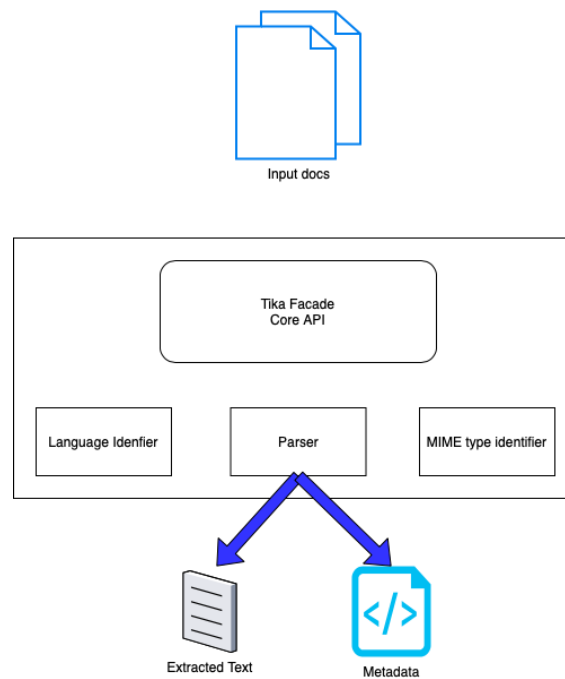 Input docs
Tika Facade
Core API
Language Idenfier
Parser
MIME type identifier
</>
Extracted Text
Metadata